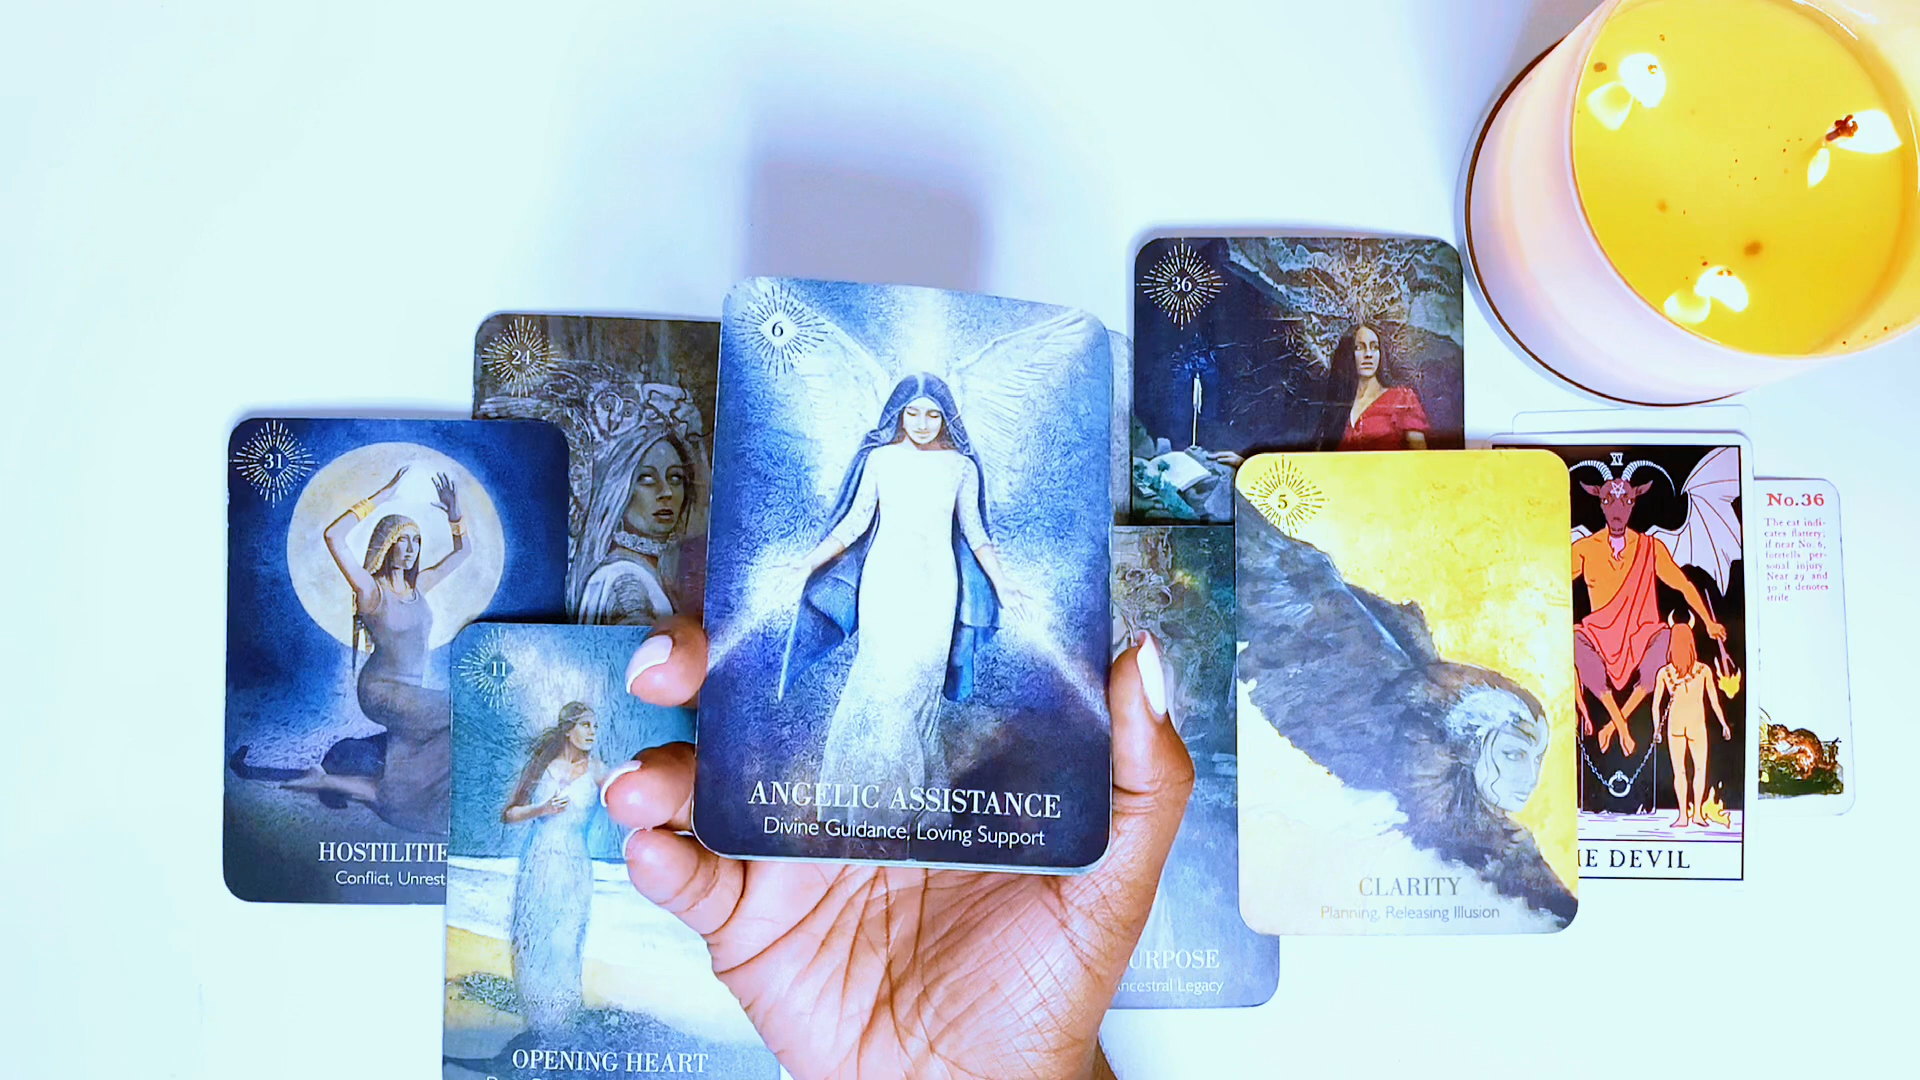 31
HOSTILITIE
Conflict, Unrest
24
11
OPENING HEART
6
ANGELIC ASSISTANCE
Divine Guidance, Loving Support
36
URPOSE
ncestral Legacy
5
CLARITY
Planning, Releasing Illusion
XV
IE DEVIL
No.36
The cat indi-
cates flattery;
if near No. 6,
foretells per-
sonal injury.
Near 29 and
30 it denotes
strife